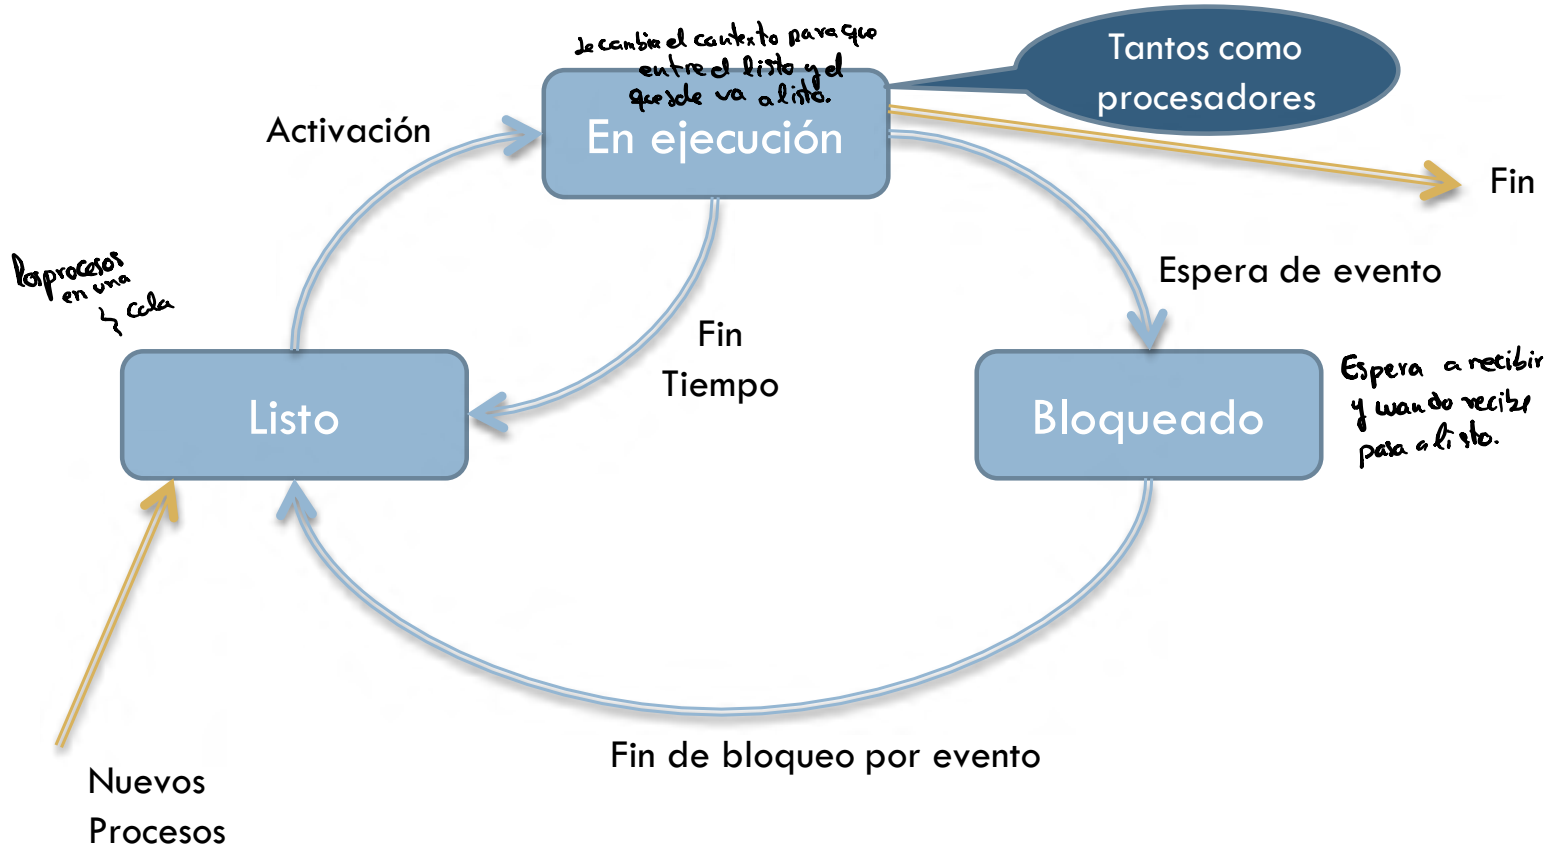 se cambia el contexto para que
entre el listo y el
que sale va a listo.
En ejecución
Tantos como
procesadores
Activación
Fin
Espera de evento
los procesos
en una
cola
Fin
Tiempo
Listo
Bloqueado
Espera a recibir
y cuando recibe
pasa a listo.
Fin de bloqueo por evento
Nuevos
Procesos